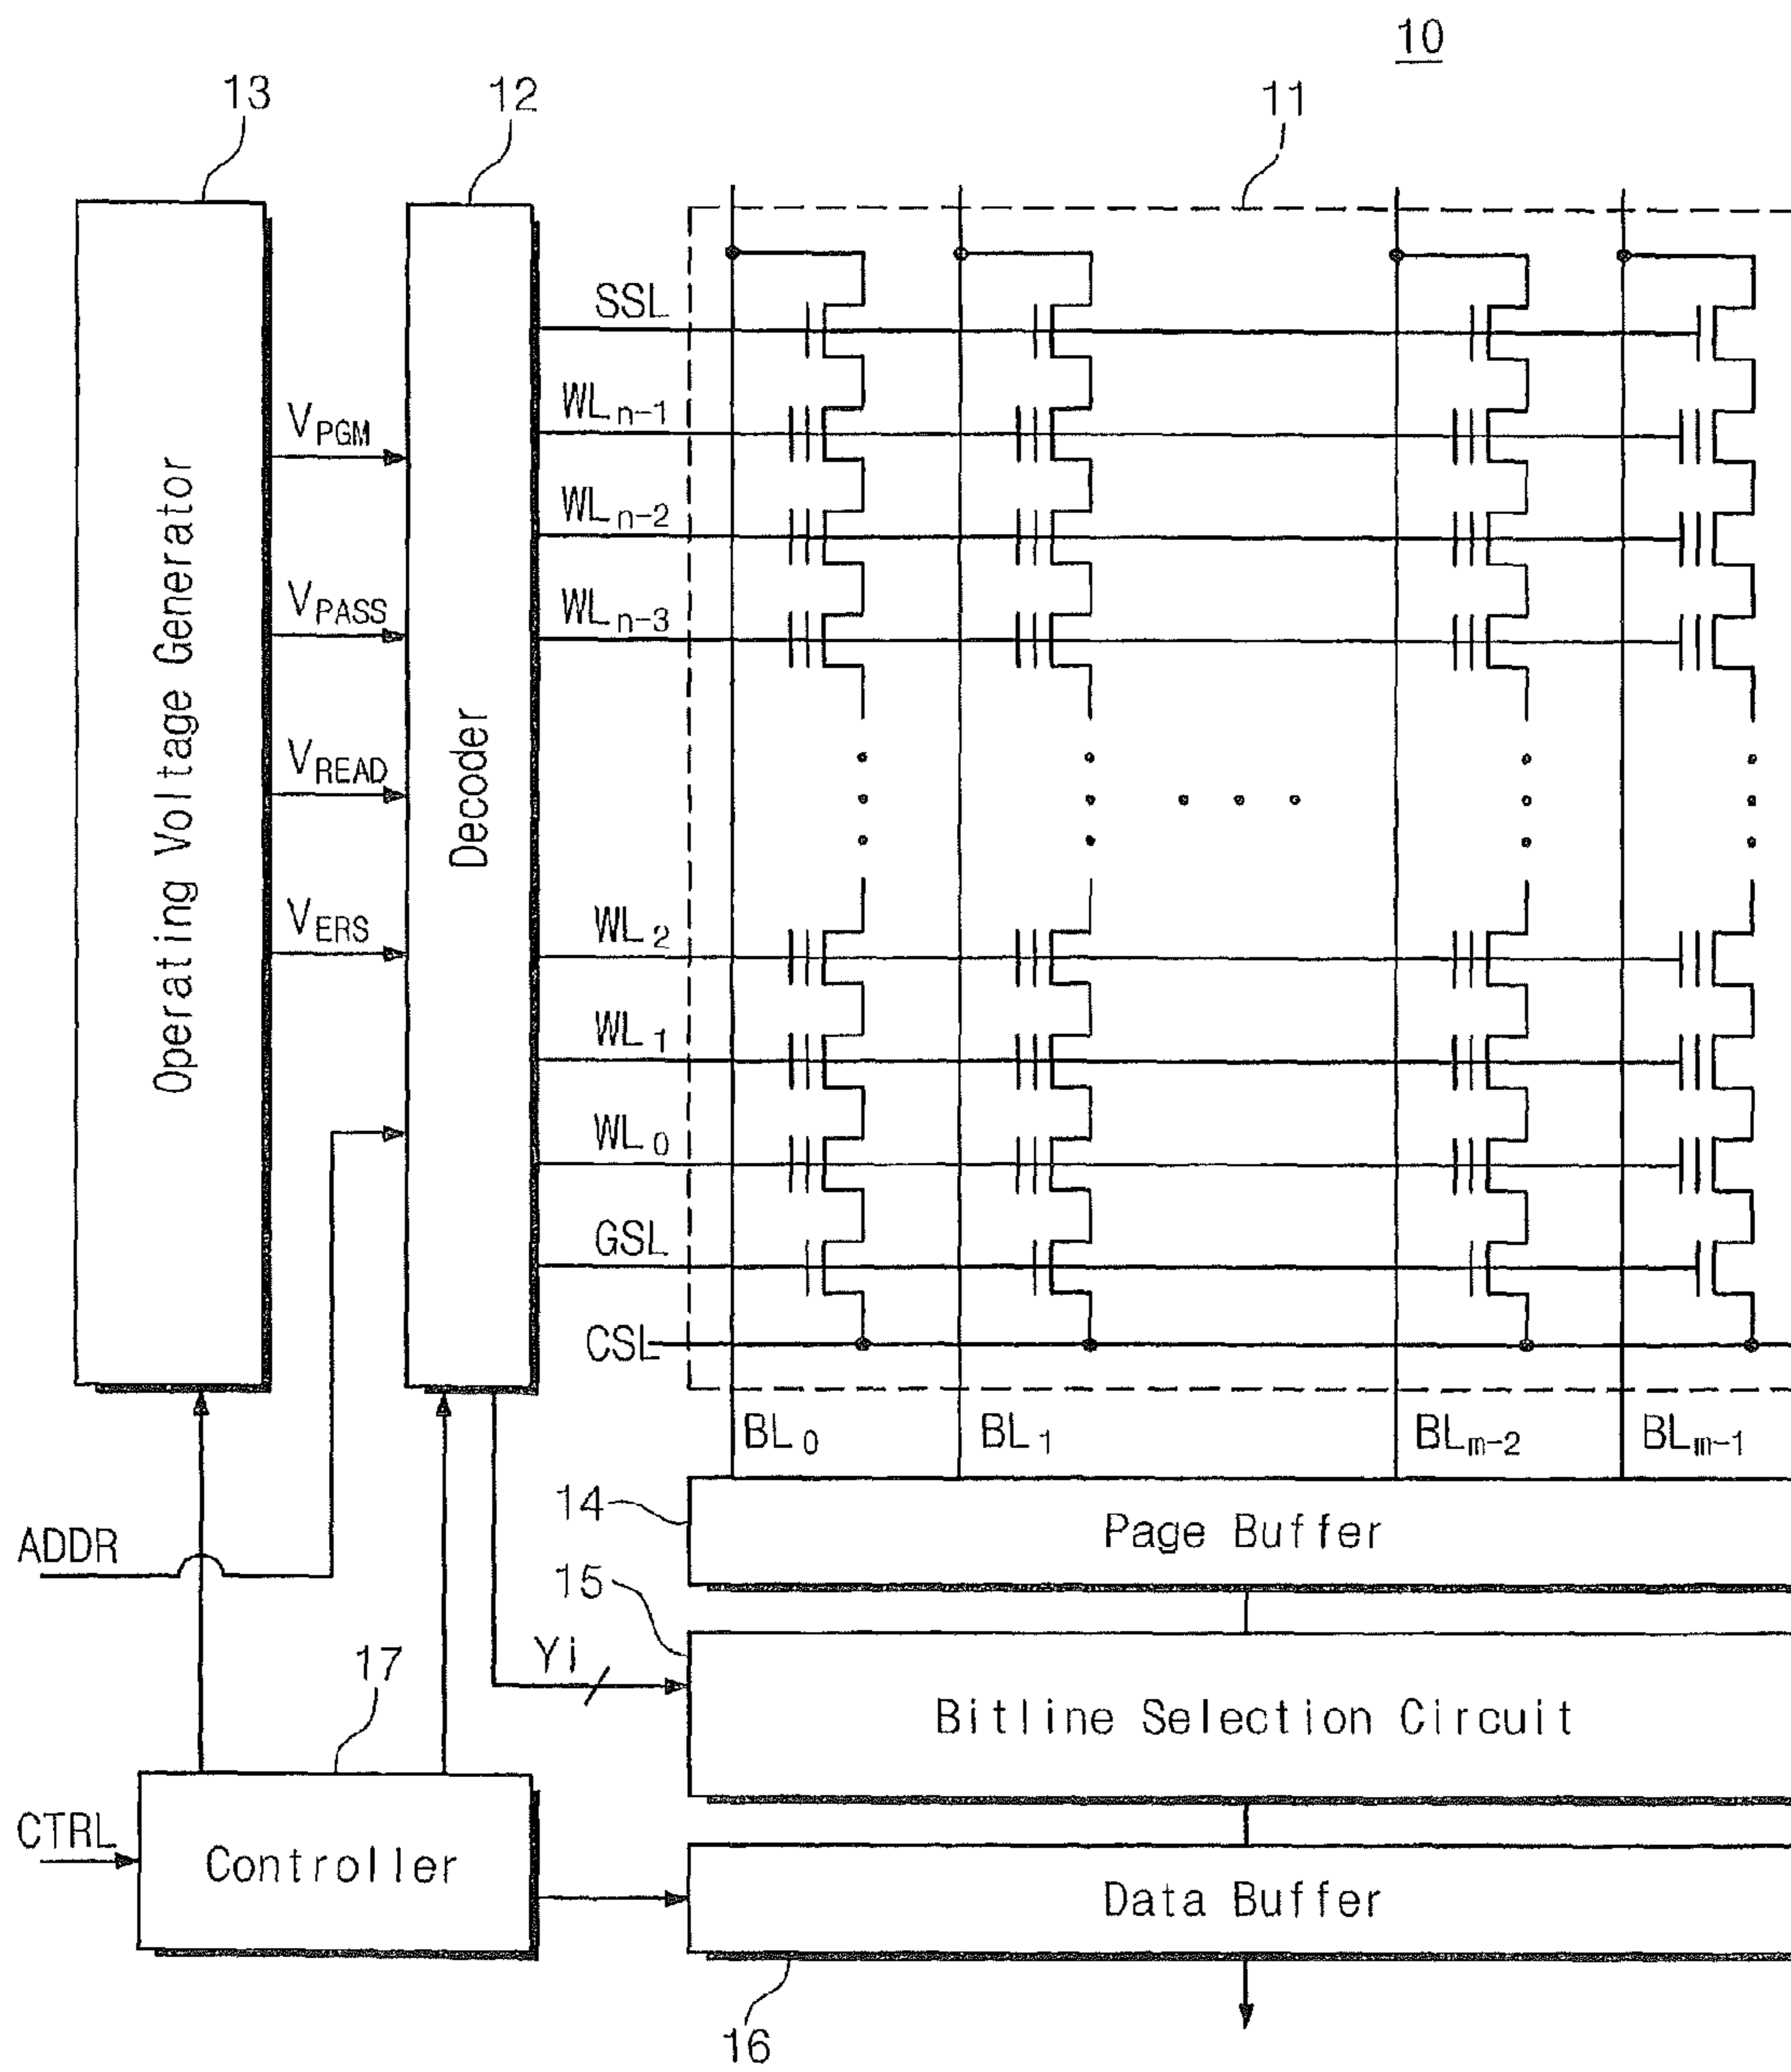 10
13
12
11
SSL
WLn-1
VPGM
WLn-2
VPASS
WLn-3
Operating Voltage Generator
Decoder
VREAD
VERS
WL2
WL1
WL0
GSL
CSL
BL0
BL1
BLm-2
BLm-1
14
Page Buffer
ADDR
15
Yi
17
Bitline Selection Circuit
CTRL
Controller
Data Buffer
16